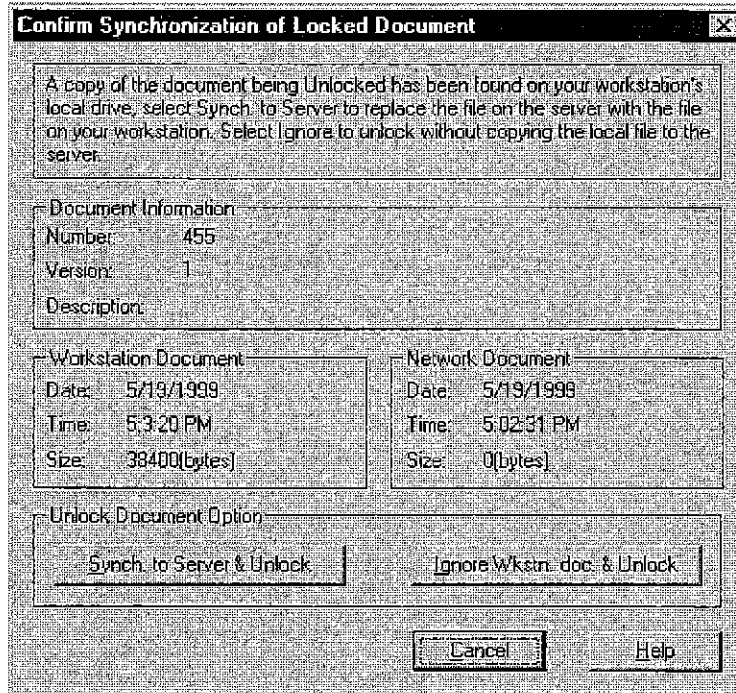 Confirm Synchronization of Locked Document
A copy of the document being Unlocked has been found on your workstation's
local drive, select Synch. to Server to replace the file on the server with the file
on your workstation. Select Ignore to unlock without copying the local file to the
server.
Document Information
Number: 455
Version: 1
Description:
Workstation Document
Date: 5/19/1999
Time: 5:3:20 PM
Size: 38400(bytes)
Network Document
Date: 5/19/1999
Time: 5:02:31 PM
Size: 0(bytes)
Unlock Document Option
Synch. to Server & Unlock
Ignore Wkstn. doc. & Unlock
Cancel
Help